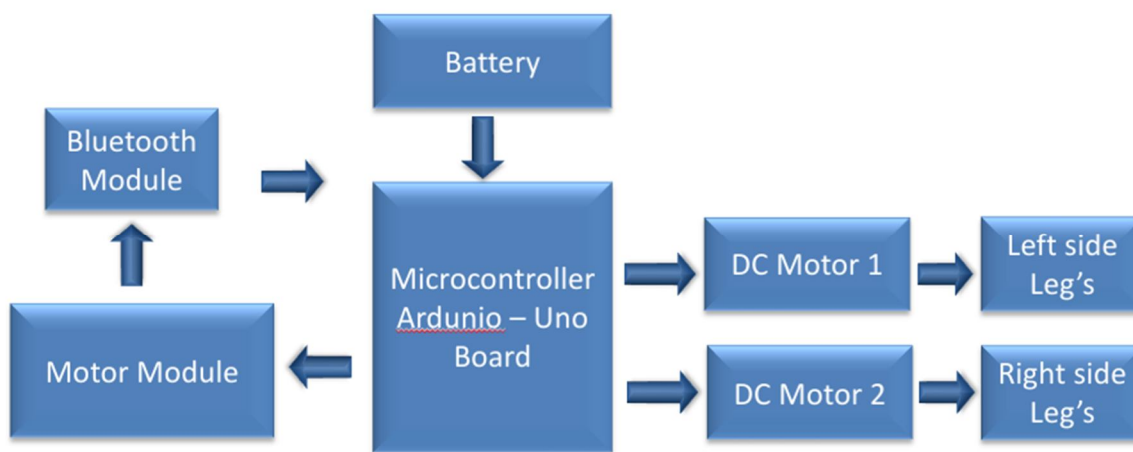 Battery
Bluetooth
Module
Microcontroller
Ardunio – Uno
Board
DC Motor 1
Left side
Leg’s
Motor Module
DC Motor 2
Right side
Leg’s